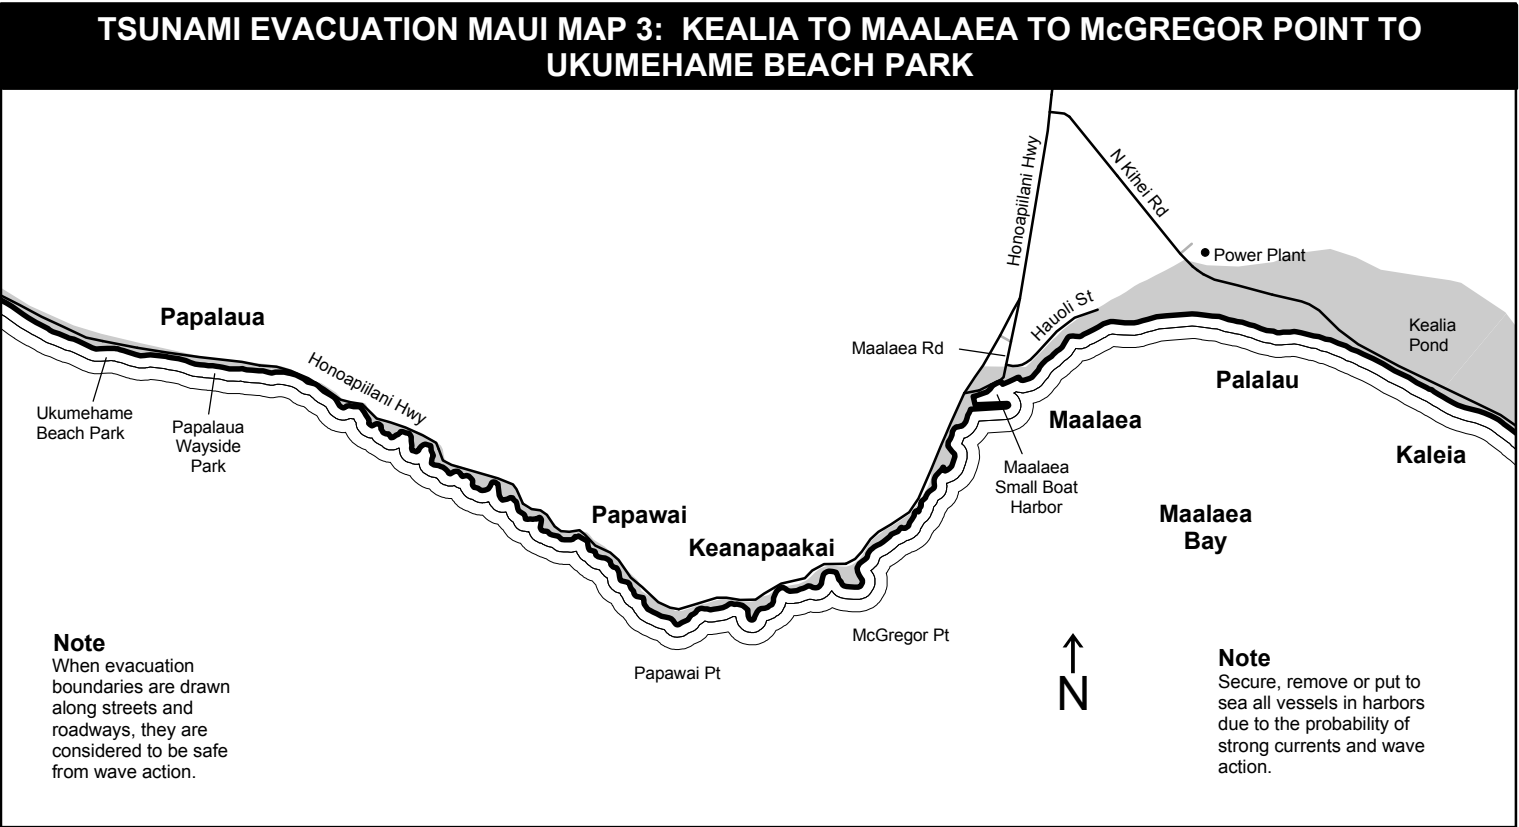 TSUNAMI EVACUATION MAUI MAP 3: KEALIA TO MAALAEA TO McGREGOR POINT TO
UKUMEHAME BEACH PARK
Honoapiilani Hwy
N Kihei Rd
Power Plant
Hauoli St
Maalaea Rd
Kealia
Pond
Papalaua
Honoapiilani Hwy
Ukumehame
Beach Park
Papalaua
Wayside
Park
Palalau
Maalaea
Kaleia
Maalaea
Small Boat
Harbor
Papawai
Keanapaakai
Maalaea
Bay
McGregor Pt
Papawai Pt
N
Note
When evacuation
boundaries are drawn
along streets and
roadways, they are
considered to be safe
from wave action.
Note
Secure, remove or put to
sea all vessels in harbors
due to the probability of
strong currents and wave
action.